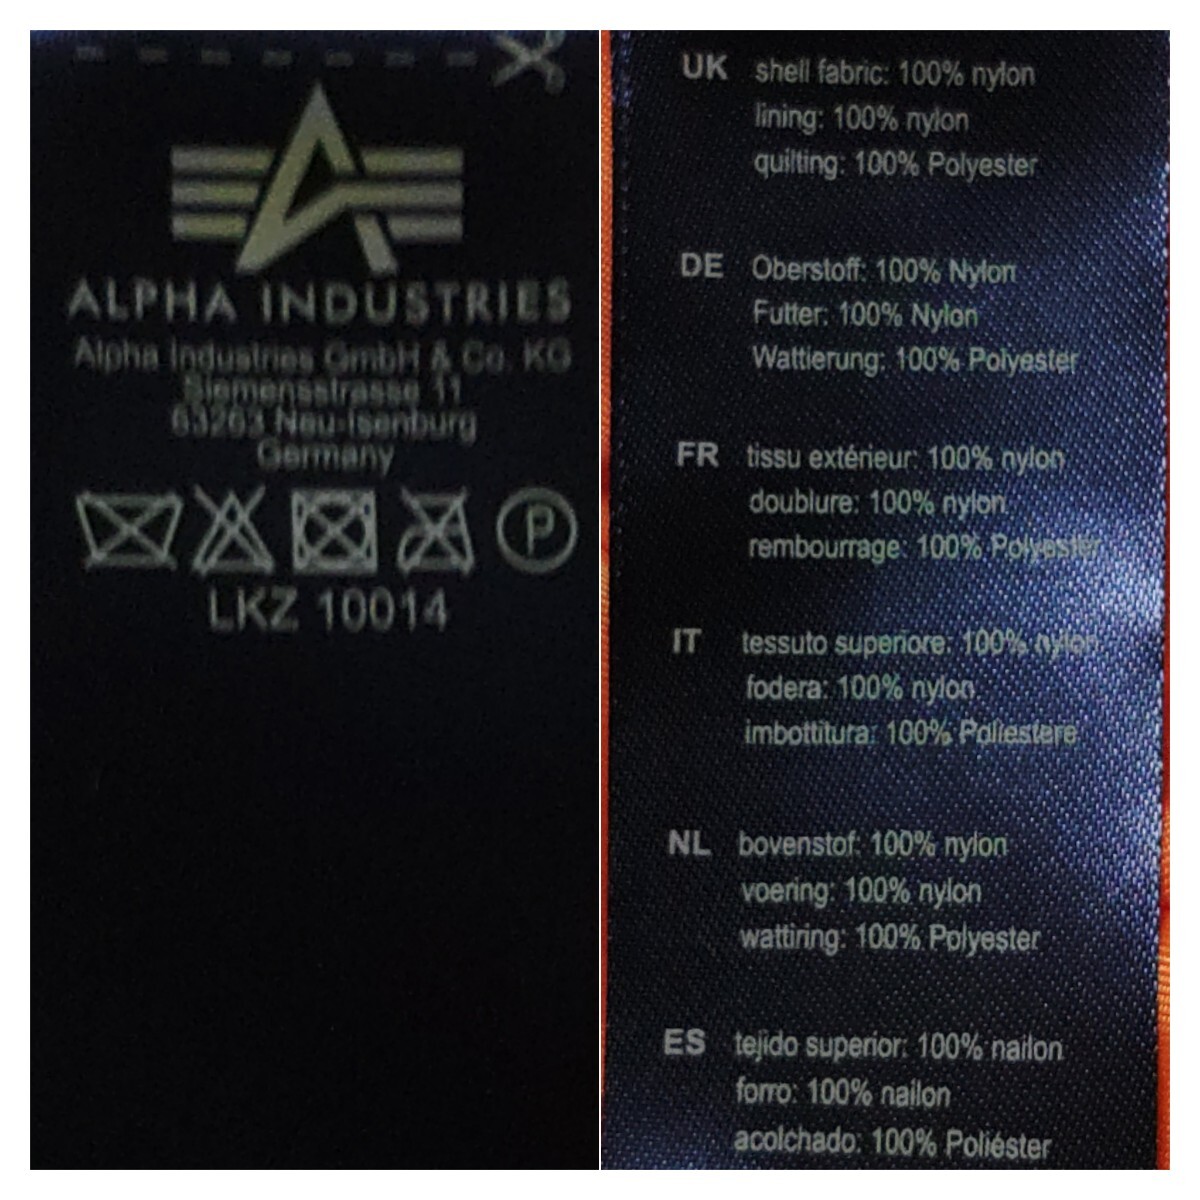 ALPHA INDUSTRIES
Alpha Industries GmbH & Co. KG
Siemensstrasse 11
63263 Neu-Isenburg
Germany
P
LKZ 10014
UK shell fabric: 100% nylon
lining: 100% nylon
quilting: 100% Polyester
DE Oberstoff: 100% Nylon
Futter: 100% Nylon
Wattierung: 100% Polyester
FR tissu extérieur: 100% nylon
doublure: 100% nylon
rembourrage: 100% Polyester
IT tessuto superiore: 100% nylon
fodera: 100% nylon
imbottitura: 100% Poliestere
NL bovenstof: 100% nylon
voering: 100% nylon
wattiring: 100% Polyester
ES tejido superior: 100% nailon
forro: 100% nailon
acolchado: 100% Poliéster